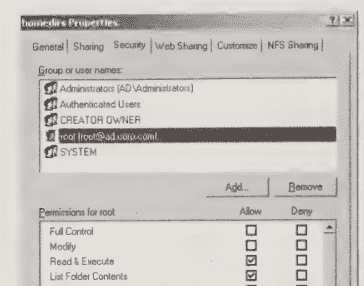 homedirs Properties
General Sharing Security Web Sharing Customize NFS Sharing
Group or user names:
Administrators (AD\Administrators)
Authenticated Users
CREATOR OWNER
root (root@ad.corp.com)
SYSTEM
Add... Remove
Permissions for root Allow Deny
Full Control
Modify
Read & Execute
List Folder Contents